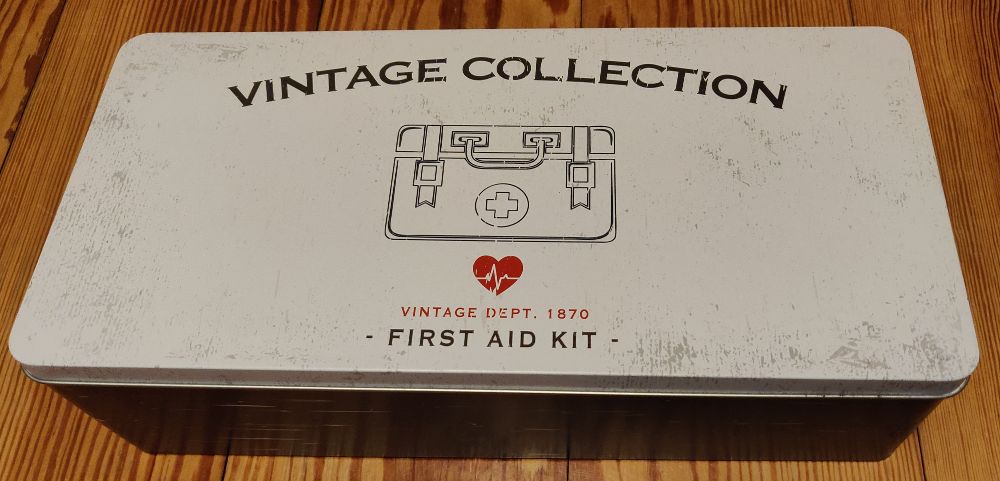 VINTAGE COLLECTION
VINTAGE DEPT. 1870
- FIRST AID KIT -